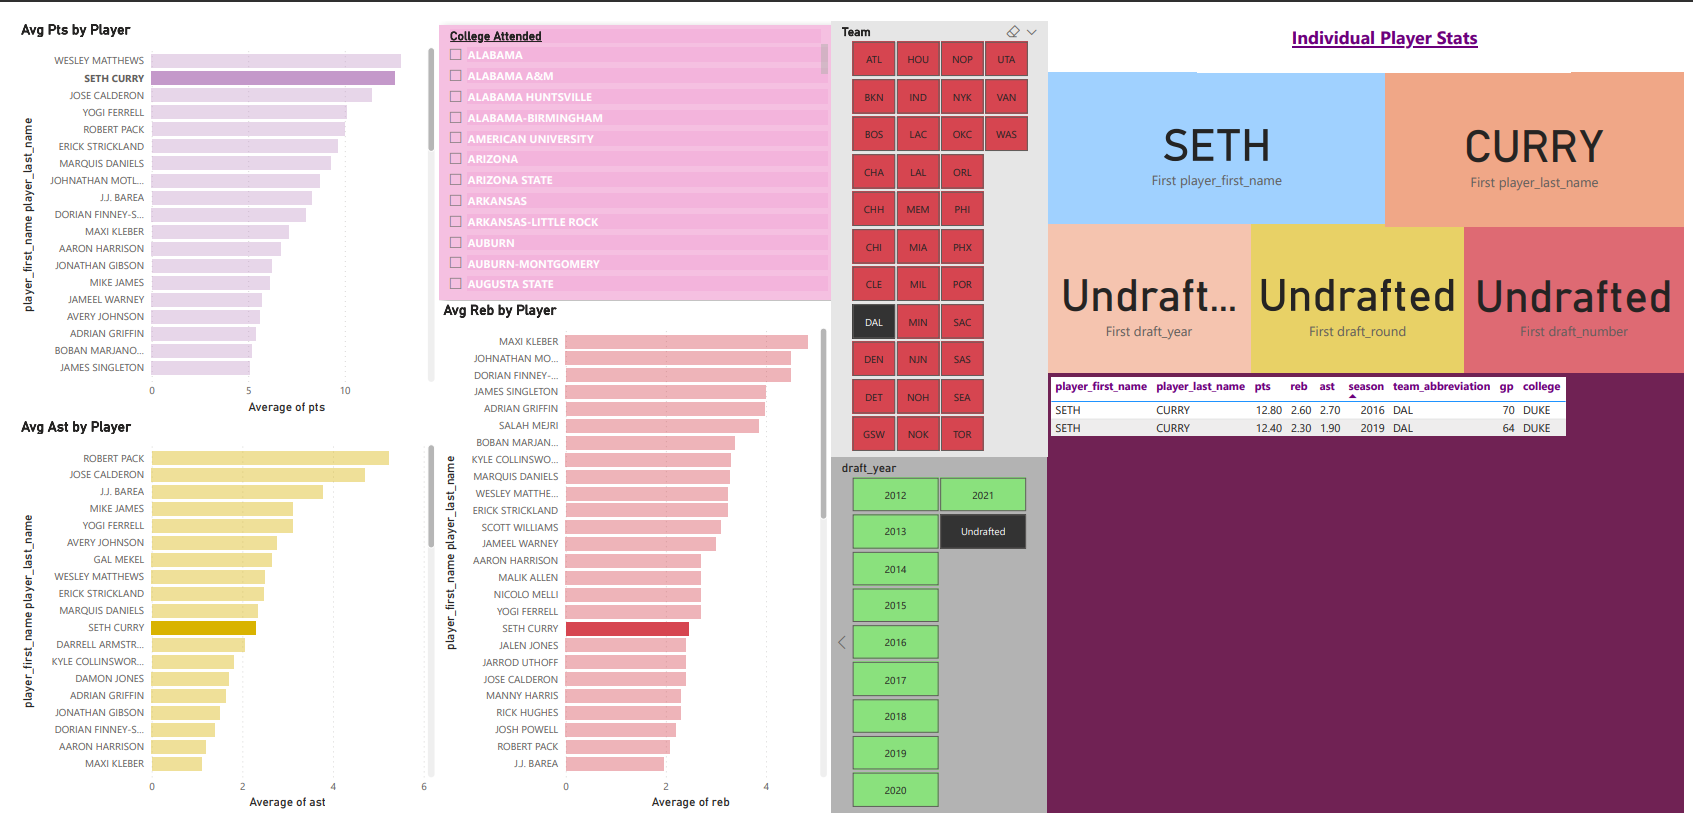 Avg Pts by Player
player_first_name player_last_name
WESLEY MATTHEWS
SETH CURRY
JOSE CALDERON
YOGI FERRELL
ROBERT PACK
ERICK STRICKLAND
MARQUIS DANIELS
JOHNATHAN MOTL...
J.J. BAREA
DORIAN FINNEY-S...
MAXI KLEBER
AARON HARRISON
JONATHAN GIBSON
MIKE JAMES
JAMEEL WARNEY
AVERY JOHNSON
ADRIAN GRIFFIN
BOBAN MARJANO...
JAMES SINGLETON
0 5 10
Average of pts
Avg Ast by Player
player_first_name player_last_name
ROBERT PACK
JOSE CALDERON
J.J. BAREA
MIKE JAMES
YOGI FERRELL
AVERY JOHNSON
GAL MEKEL
WESLEY MATTHEWS
ERICK STRICKLAND
MARQUIS DANIELS
SETH CURRY
DARRELL ARMSTR...
KYLE COLLINSWOR...
DAMON JONES
ADRIAN GRIFFIN
JONATHAN GIBSON
DORIAN FINNEY-S...
AARON HARRISON
MAXI KLEBER
0 2 4 6
Average of ast
College Attended
ALABAMA
ALABAMA A&M
ALABAMA HUNTSVILLE
ALABAMA-BIRMINGHAM
AMERICAN UNIVERSITY
ARIZONA
ARIZONA STATE
ARKANSAS
ARKANSAS-LITTLE ROCK
AUBURN
AUBURN-MONTGOMERY
AUGUSTA STATE
Avg Reb by Player
player_first_name player_last_name
MAXI KLEBER
JOHNATHAN MO...
DORIAN FINNEY-...
JAMES SINGLETON
ADRIAN GRIFFIN
SALAH MEJRI
BOBAN MARJAN...
KYLE COLLINSWO...
MARQUIS DANIELS
WESLEY MATTHE...
ERICK STRICKLAND
SCOTT WILLIAMS
JAMEEL WARNEY
AARON HARRISON
MALIK ALLEN
NICOLO MELLI
YOGI FERRELL
SETH CURRY
JALEN JONES
JARROD UTHOFF
JOSE CALDERON
MANNY HARRIS
RICK HUGHES
JOSH POWELL
ROBERT PACK
J.J. BAREA
0 2 4
Average of reb
Team
ATL HOU NOP UTA
BKN IND NYK VAN
BOS LAC OKC WAS
CHA LAL ORL
CHH MEM PHI
CHI MIA PHX
CLE MIL POR
DAL MIN SAC
DEN NJN SAS
DET NOH SEA
GSW NOK TOR
draft_year
2012 2021
2013 Undrafted
2014
2015
2016
2017
2018
2019
2020
Individual Player Stats
SETH
First player_first_name
CURRY
First player_last_name
Undraft...
First draft_year
Undrafted
First draft_round
Undrafted
First draft_number
player_first_name player_last_name pts reb ast season team_abbreviation gp college
SETH CURRY 12.80 2.60 2.70 2016 DAL 70 DUKE
SETH CURRY 12.40 2.30 1.90 2019 DAL 64 DUKE